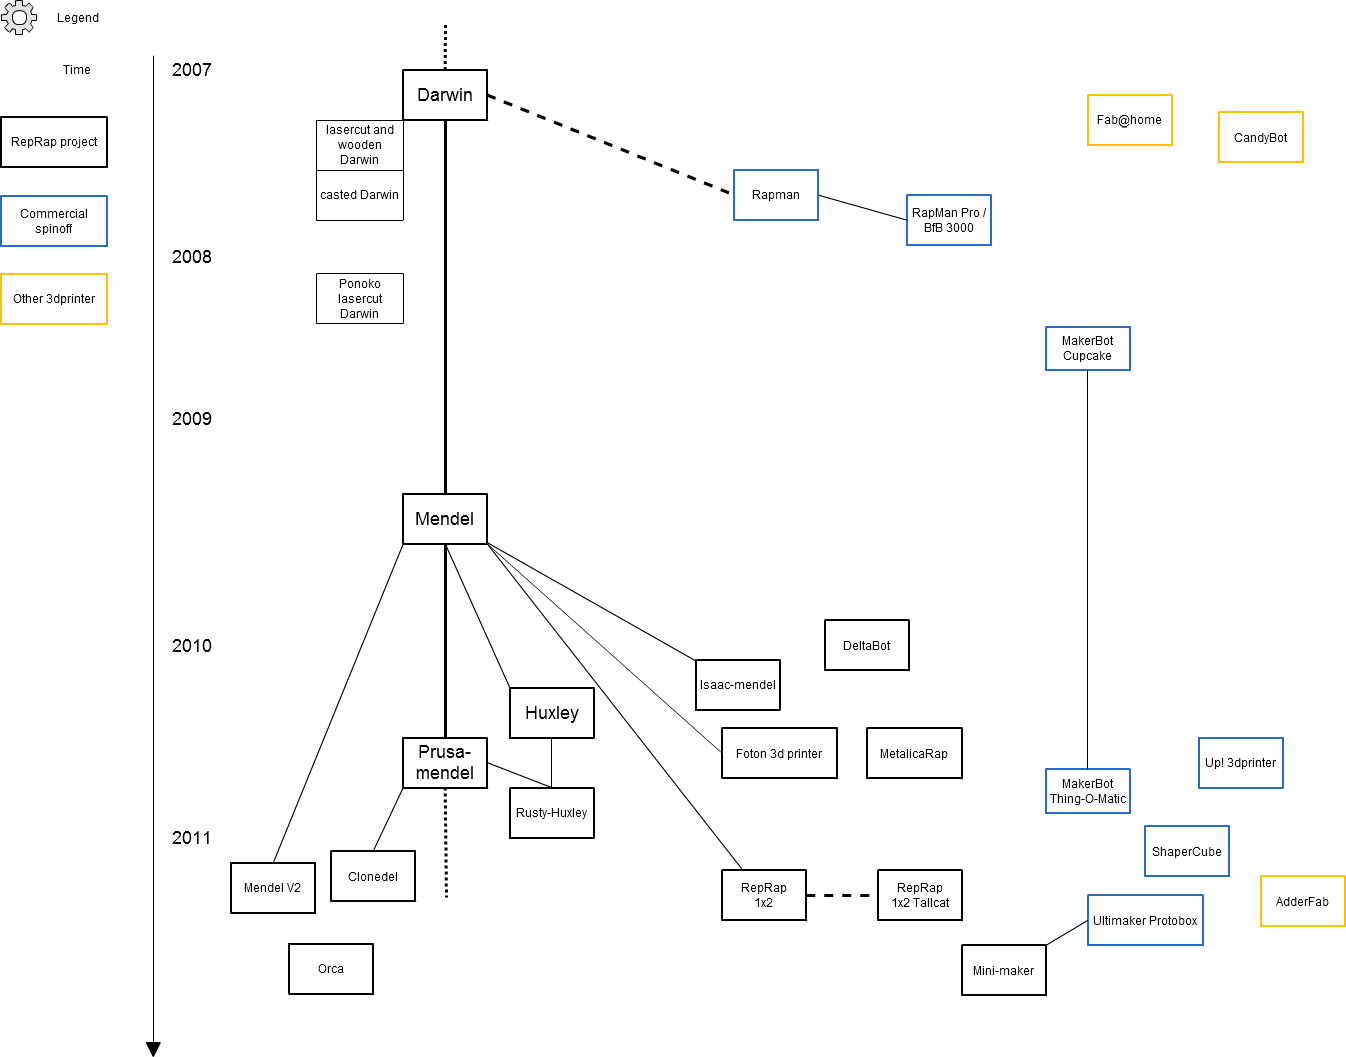 Legend
Time
2007
Darwin
RepRap project
lasercut and
wooden
Darwin
casted Darwin
Fab@home
CandyBot
Rapman
RapMan Pro /
BfB 3000
Commercial
spinoff
2008
Other 3dprinter
Ponoko
lasercut
Darwin
MakerBot
Cupcake
2009
Mendel
2010
DeltaBot
Isaac-mendel
Huxley
Prusa-
mendel
Foton 3d printer
MetalicaRap
Up! 3dprinter
MakerBot
Thing-O-Matic
Rusty-Huxley
2011
ShaperCube
Mendel V2
Clonedel
RepRap
1x2
RepRap
1x2 Tallcat
AdderFab
Ultimaker Protobox
Orca
Mini-maker